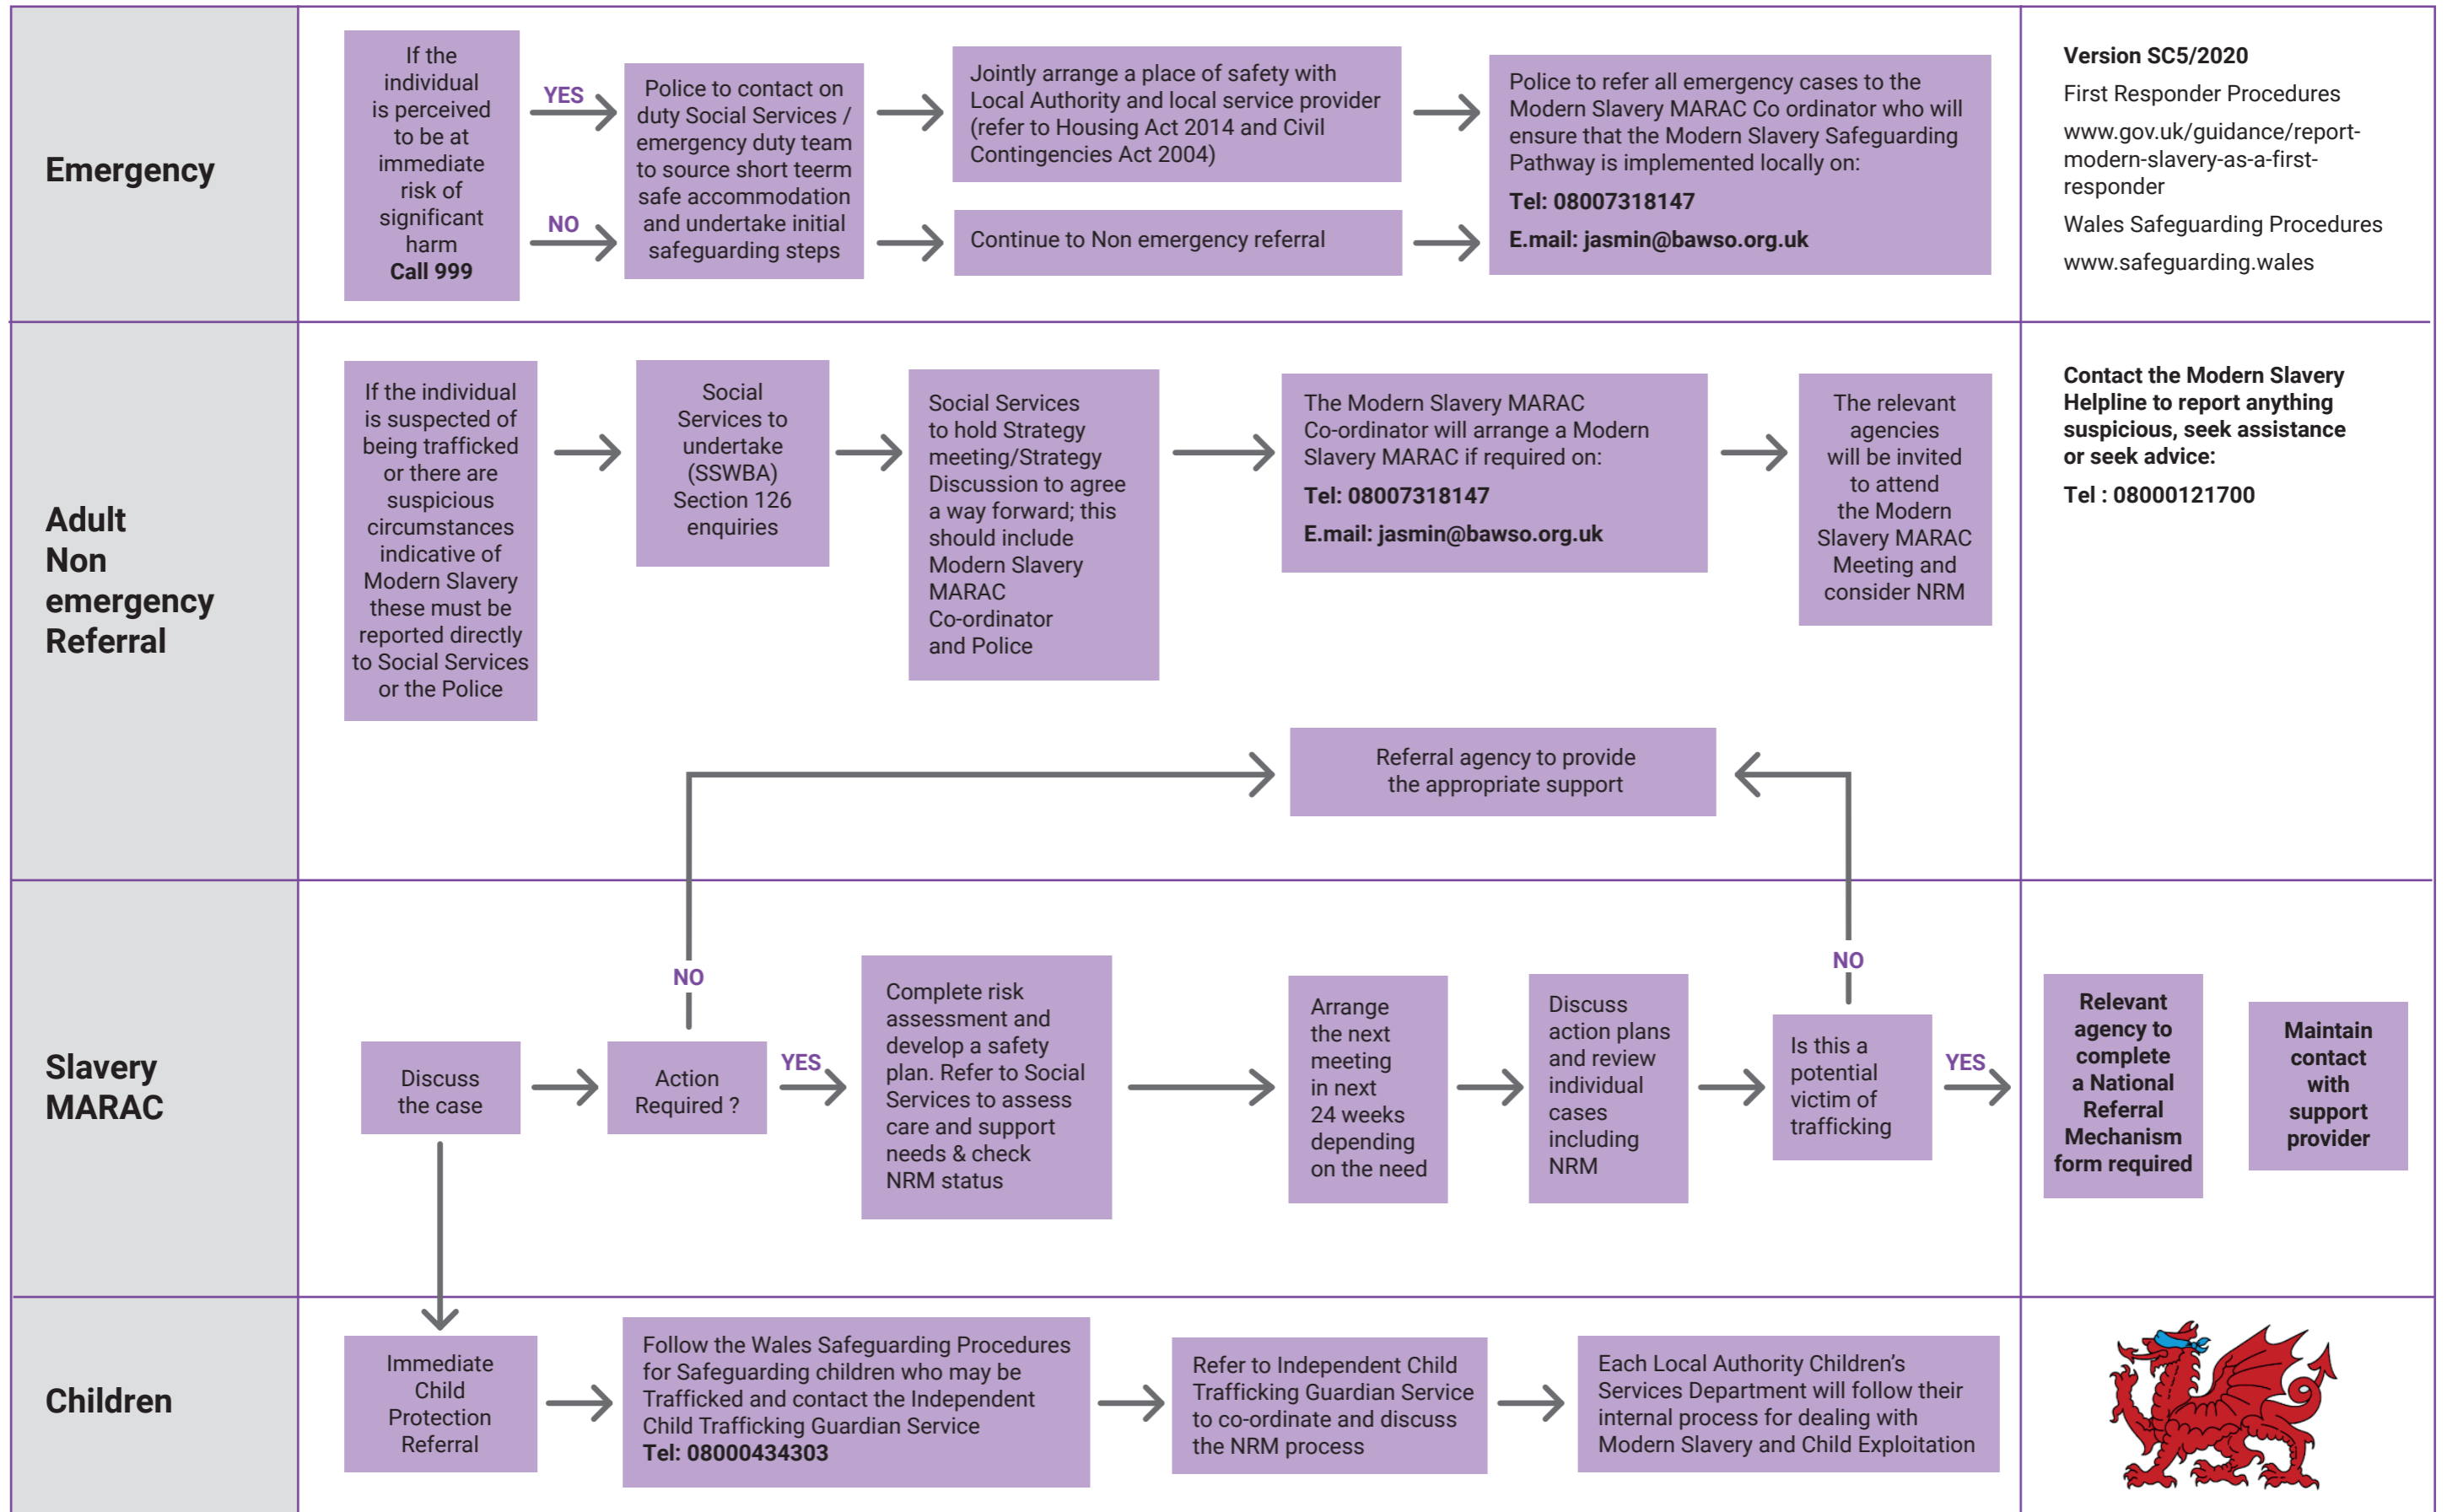 Emergency
If the
individual
is perceived
to be at
immediate
risk of
significant
harm
Call 999
YES
NO
Police to contact on
duty Social Services /
emergency duty team
to source short teerm
safe accommodation
and undertake initial
safeguarding steps
Jointly arrange a place of safety with
Local Authority and local service provider
(refer to Housing Act 2014 and Civil
Contingencies Act 2004)
Continue to Non emergency referral
Police to refer all emergency cases to the
Modern Slavery MARAC Co ordinator who will
ensure that the Modern Slavery Safeguarding
Pathway is implemented locally on:
Tel: 08007318147
E.mail: jasmin@bawso.org.uk
Version SC5/2020
First Responder Procedures
www.gov.uk/guidance/report-
modern-slavery-as-a-first-
responder
Wales Safeguarding Procedures
www.safeguarding.wales
Adult
Non
emergency
Referral
If the individual
is suspected of
being trafficked
or there are
suspicious
circumstances
indicative of
Modern Slavery
these must be
reported directly
to Social Services
or the Police
Social
Services to
undertake
(SSWBA)
Section 126
enquiries
Social Services
to hold Strategy
meeting/Strategy
Discussion to agree
a way forward; this
should include
Modern Slavery
MARAC
Co-ordinator
and Police
The Modern Slavery MARAC
Co-ordinator will arrange a Modern
Slavery MARAC if required on:
Tel: 08007318147
E.mail: jasmin@bawso.org.uk
The relevant
agencies
will be invited
to attend
the Modern
Slavery MARAC
Meeting and
consider NRM
Contact the Modern Slavery
Helpline to report anything
suspicious, seek assistance
or seek advice:
Tel : 08000121700
Referral agency to provide
the appropriate support
Slavery
MARAC
Discuss
the case
NO
Action
Required ?
YES
Complete risk
assessment and
develop a safety
plan. Refer to Social
Services to assess
care and support
needs & check
NRM status
Arrange
the next
meeting
in next
24 weeks
depending
on the need
Discuss
action plans
and review
individual
cases
including
NRM
NO
Is this a
potential
victim of
trafficking
YES
Relevant
agency to
complete
a National
Referral
Mechanism
form required
Maintain
contact
with
support
provider
Children
Immediate
Child
Protection
Referral
Follow the Wales Safeguarding Procedures
for Safeguarding children who may be
Trafficked and contact the Independent
Child Trafficking Guardian Service
Tel: 08000434303
Refer to Independent Child
Trafficking Guardian Service
to co-ordinate and discuss
the NRM process
Each Local Authority Children's
Services Department will follow their
internal process for dealing with
Modern Slavery and Child Exploitation